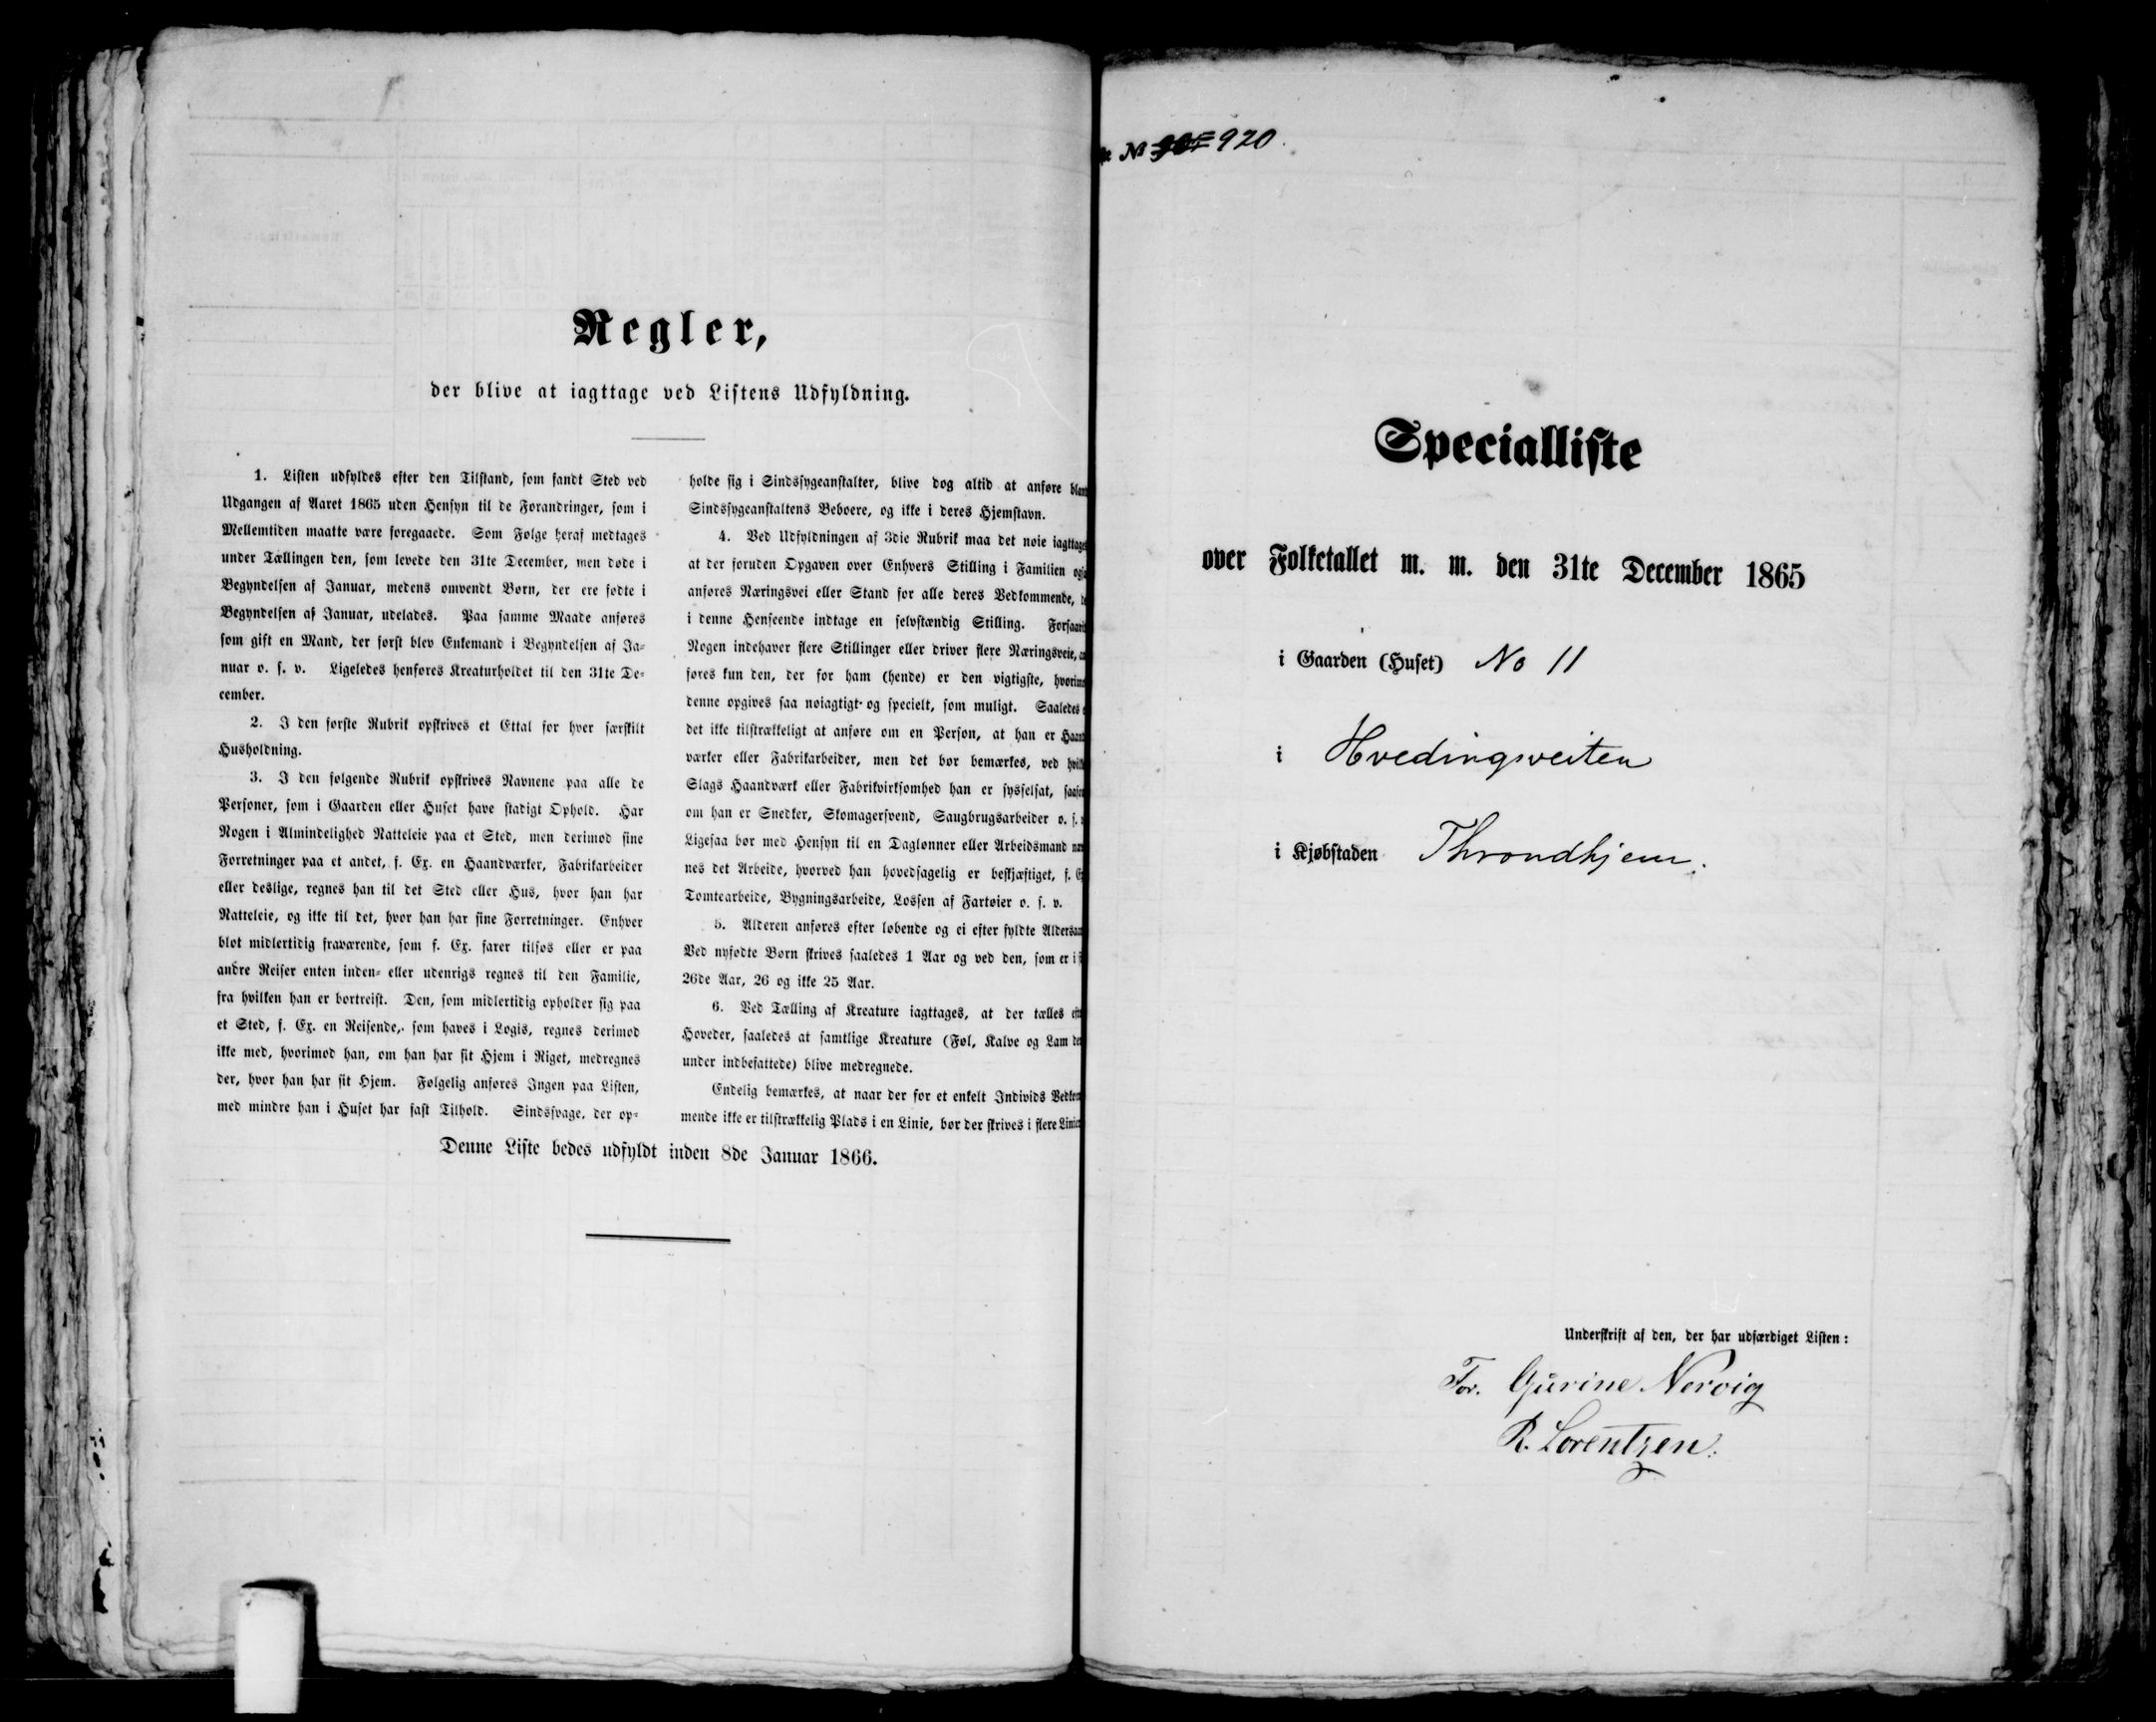 Regler,
der blive at iagttage ved Listens Udfyldning.
1. Listen udfyldes efter den Tilstand, som fandt Sted ved
Udgangen af Aaret 1865 uden Hensyn til de Forandringer, som i
Mellemtiden maatte være foregaaede. Som Følge heraf medtages
under Tællingen den, som levede den 31te December, men døde i
Begyndelsen af Januar, medens omvendt Børn, der ere fødte i
Begyndelsen af Januar, udelades. Paa samme Maade anføres
som gift en Mand, der først blev Enkemand i Begyndelsen af Ja-
nuar o. s. v. Ligeledes henføres Kreaturholdet til den 31te De-
cember.
2. I den første Rubrik opskrives et Ettal for hver særskilt
Husholdning.
3. I den følgende Rubrik opskrives Navnene paa alle de
Personer, som i Gaarden eller Huset have stadigt Ophold. Har
Nogen i Almindelighed Natteleie paa et Sted, men derimod sine
Forretninger paa et andet, f. Ex. en Haandværker, Fabrikarbeider
eller deslige, regnes han til det Sted eller Hus, hvor han har
Natteleie, og ikke til det, hvor han har sine Forretninger. Enhver
blot midlertidig fraværende, som f. Ex. farer tilsøs eller er paa
andre Reiser enten inden- eller udenrigs regnes til den Familie,
fra hvilken han er bortreist. Den, som midlertidig opholder sig paa
et Sted, f. Ex. en Reisende, som haves i Logis, regnes derimod
ikke med, hvorimod han, om han har sit Hjem i Riget, medregnes
der, hvor han har sit Hjem. Følgelig anføres Ingen paa Listen,
med mindre han i Huset har fast Tilhold. Sindssvage, der op-
holde sig i Sindssygeanstalter, blive dog altid at anføre
Sindssygeanstaltens Beboere, og ikke i deres Hjemstavn.
4. Ved Udfyldningen af 3die Rubrik maa det nøie iagttages
at der foruden Opgaven over Enhvers Stilling i Familien
anføres Næringsvei eller Stand for alle deres Vedkommende,
i denne Henseende indtage en selvstændig Stilling. Forsaavidt
Nogen indehaver flere Stillinger eller driver flere Næringsveie,
føres kun den, der for ham (hende) er den vigtigste, hvorimod
denne opgives saa nøiagtigt og specielt, som muligt. Saaledes
det ikke tilstrækkeligt at anføre om en Person, at han er
værker eller Fabrikarbeider, men det bør bemærkes, ved
Slags Haandværk eller Fabrikvirksomhed han er sysselsat,
om han er Snedker, Skomagersvend, Saugbrugsarbeider o. s.
Ligesaa bør med Hensyn til en Daglønner eller Arbeidsmand
nes det Arbeide, hvorved han hovedsagelig er beskjæftiget, f.
Tomtearbeide, Bygningsarbeide, Lossen af Fartøier o. s. v.
5. Alderen anføres efter løbende og ei efter fyldte
Ved nyfødte Børn skrives saaledes 1 Aar og ved den, som er i
26de Aar, 26 og ikke 25 Aar.
6. Ved Tælling af Kreature iagttages, at der tælles
Hoveder, saaledes at samtlige Kreature (Føl, Kalve og Lam
under indbefattede) blive medregnede.
Endelig bemærkes, at naar der for et enkelt Individs
mende ikke er tilstrækkelig Plads i en Linie, bør der skrives i flere
Denne Liste bedes udfyldt inden 8de Januar 1866.
No 920.
Specialliste
over Folketallet m. m. den 31te December 1865
i Gaarden (Huset) No 11
i Hvedingsveiten
i Kjøbstaden Throndhjem.
Underskrift af den, der har udfærdiget Listen:
For. Gurine Nervig
R. Lorentzen.